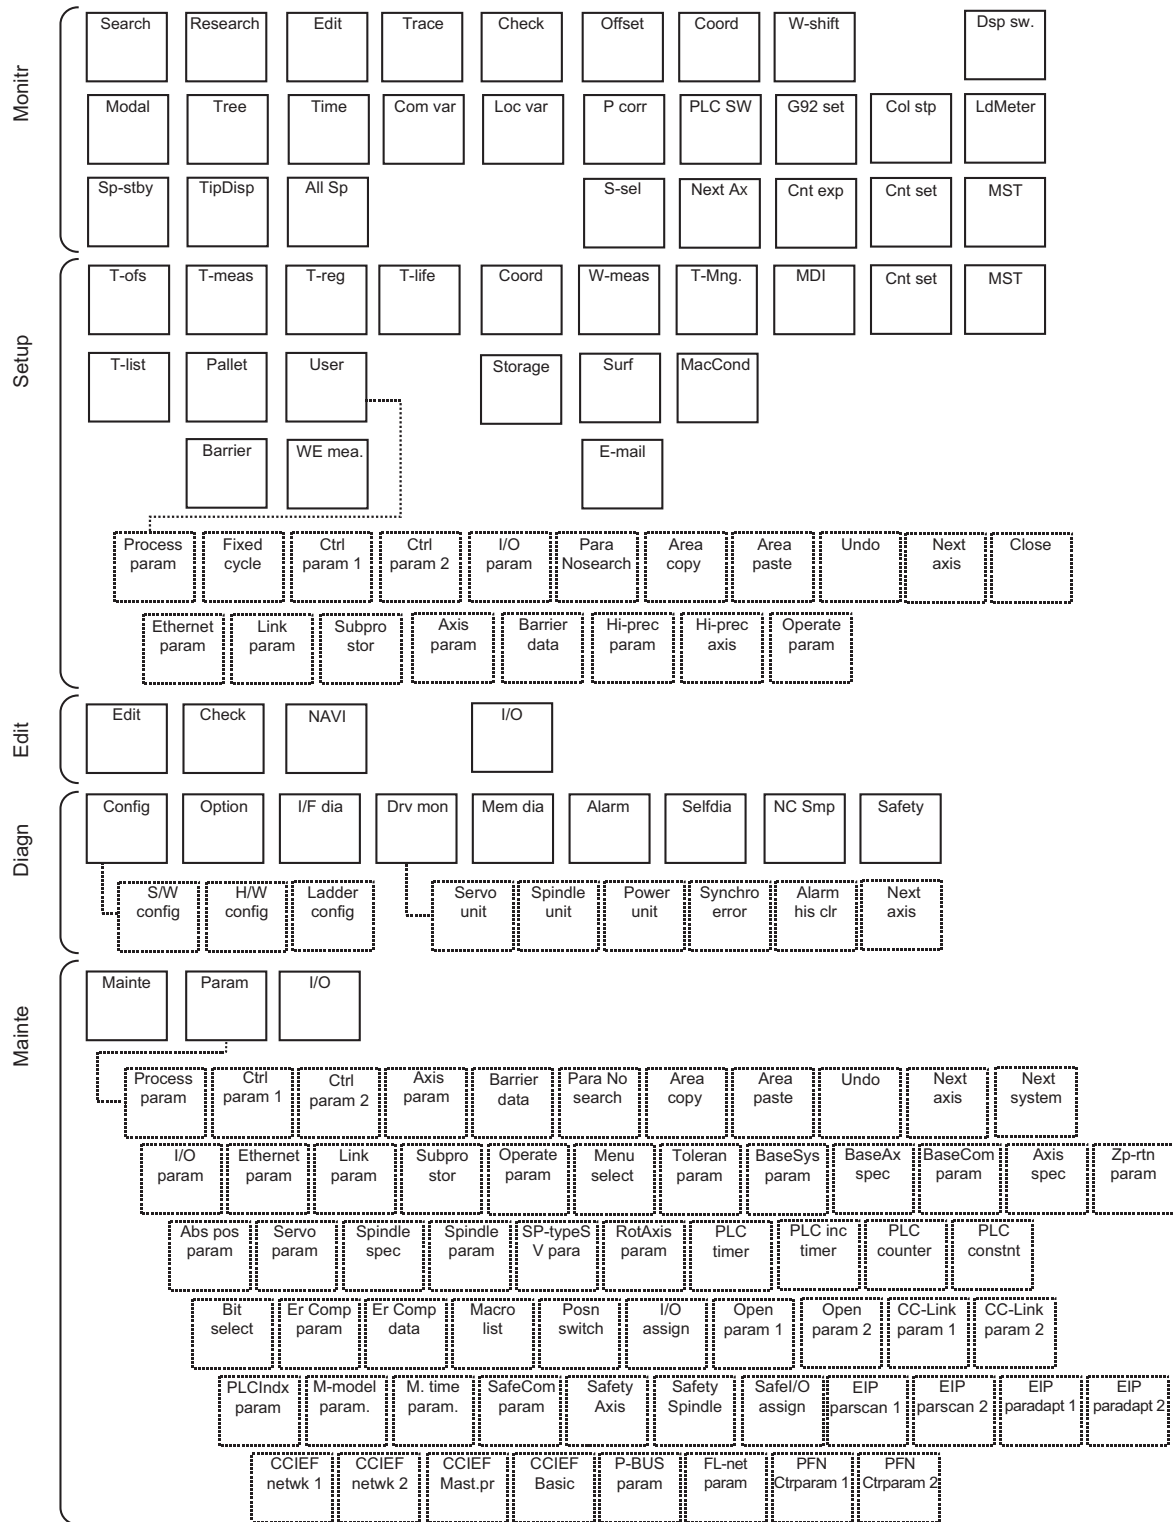 Monitr
Search Research Edit Trace Check Offset Coord W-shift Dsp sw.
Modal Tree Time Com var Loc var P corr PLC SW G92 set Col stp LdMeter
Sp-stby TipDisp All Sp S-sel Next Ax Cnt exp Cnt set MST
Setup
T-ofs T-meas T-reg T-life Coord W-meas T-Mng. MDI Cnt set MST
T-list Pallet User Storage Surf MacCond
Barrier WE mea. E-mail
Process Fixed Ctrl Ctrl I/O Para Area Area Undo Next Close
param cycle param 1 param 2 param Nosearch copy paste axis
Ethernet Link Subpro Axis Barrier Hi-prec Hi-prec Operate
param param stor param data param axis param
Edit
Edit Check NAVI I/O
Diagn
Config Option I/F dia Drv mon Mem dia Alarm Selfdia NC Smp Safety
S/W H/W Ladder Servo Spindle Power Synchro Alarm Next
config config config unit unit unit error his clr axis
Mainte
Mainte Param I/O
Process Ctrl Ctrl Axis Barrier Para No Area Area Undo Next Next
param param 1 param 2 param data search copy paste axis system
I/O Ethernet Link Subpro Operate Menu Toleran BaseSys BaseAx BaseCom Axis Zp-rtn
param param param stor param select param param spec param spec param
Abs pos Servo Spindle Spindle SP-typeS RotAxis PLC PLC inc PLC PLC
param param spec param V para param timer timer counter constnt
Bit Er Comp Er Comp Macro Posn I/O Open Open CC-Link CC-Link
select param data list switch assign param 1 param 2 param 1 param 2
PLCIndx M-model M. time SafeCom Safety Safety SafeI/O EIP EIP EIP EIP
param param. param. param Axis Spindle assign parscan 1 parscan 2 paradapt 1 paradapt 2
CCIEF CCIEF CCIEF CCIEF P-BUS FL-net PFN PFN
netwk 1 netwk 2 Mast.pr Basic param param Ctrparam 1 Ctrparam 2